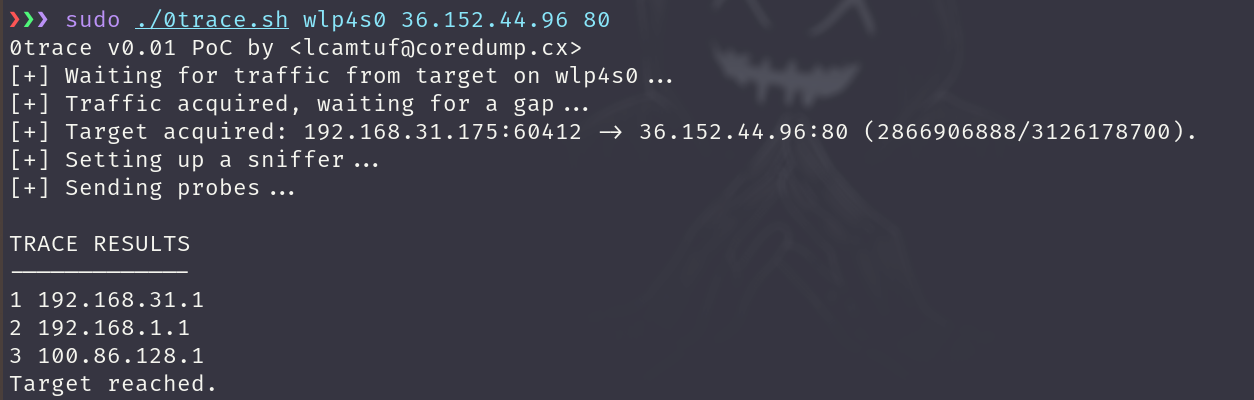 ❯❯❯ sudo ./0trace.sh wlp4s0 36.152.44.96 80
0trace v0.01 PoC by <lcamtuf@coredump.cx>
[+] Waiting for traffic from target on wlp4s0...
[+] Traffic acquired, waiting for a gap...
[+] Target acquired: 192.168.31.175:60412 -> 36.152.44.96:80 (2866906888/3126178700).
[+] Setting up a sniffer...
[+] Sending probes...
TRACE RESULTS
-------------
1 192.168.31.1
2 192.168.1.1
3 100.86.128.1
Target reached.